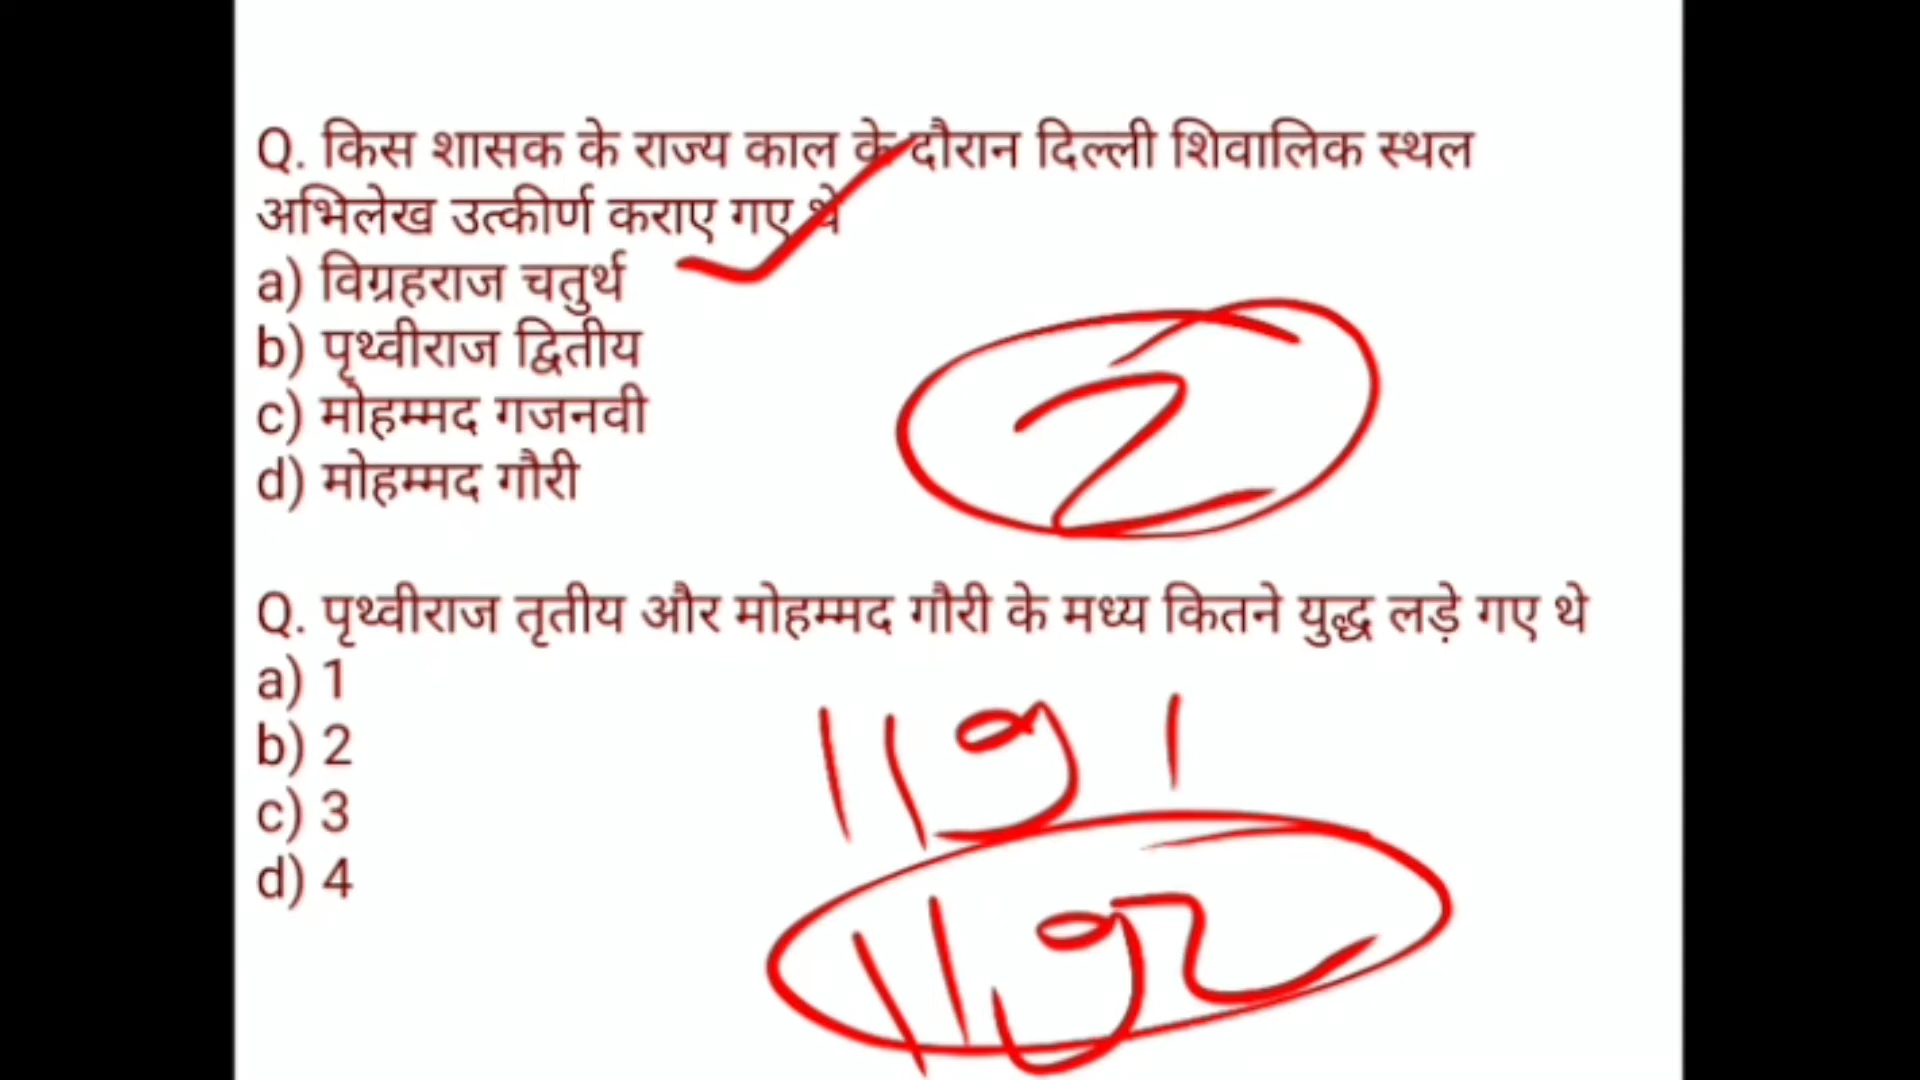 Q. किस शासक के राज्य काल के दौरान दिल्ली शिवालिक स्थल
अभिलेख उत्कीर्ण कराए गए थे
a) विग्रहराज चतुर्थ
b) पृथ्वीराज द्वितीय
c) मोहम्मद गजनवी
d) मोहम्मद गौरी
2
Q. पृथ्वीराज तृतीय और मोहम्मद गौरी के मध्य कितने युद्ध लड़े गए थे
a) 1
b) 2
c) 3
d) 4
1191
1192